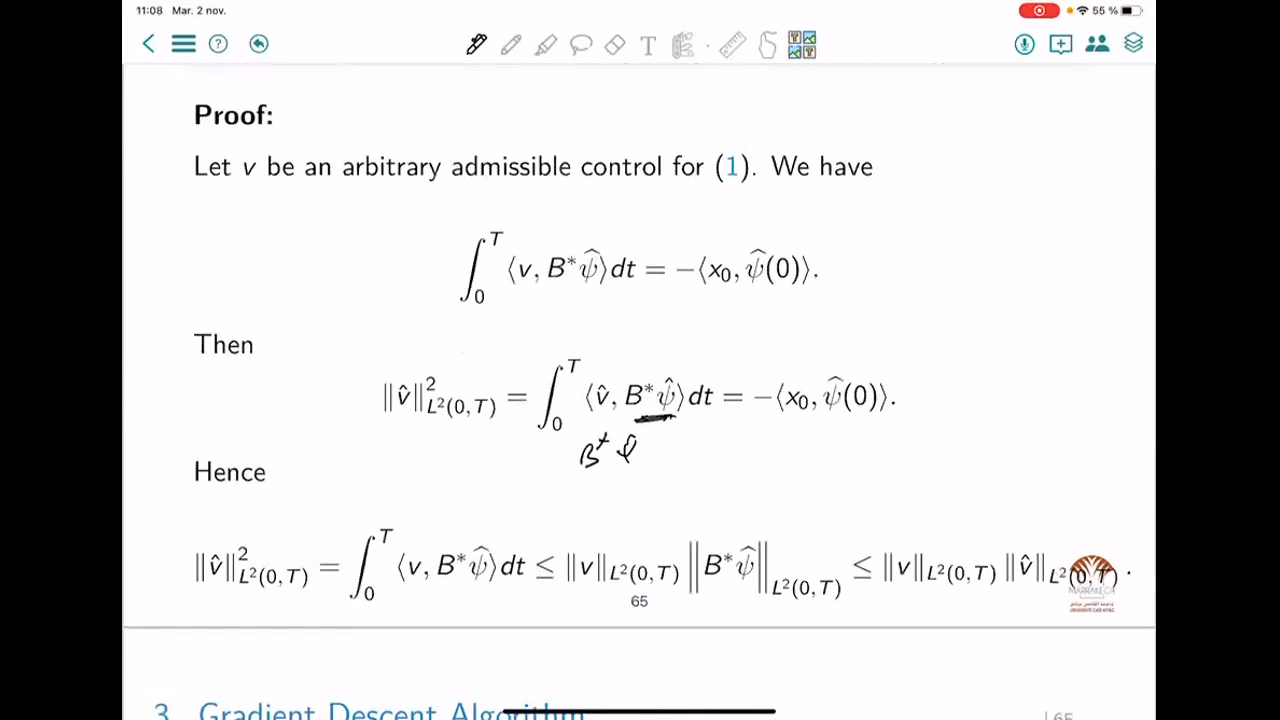 11:08 Mar. 2 nov. 55 %
Proof:
Let v be an arbitrary admissible control for (1). We have
∫₀ᵀ ⟨v, B*ψ̂⟩dt = −⟨x₀, ψ̂(0)⟩.
Then
‖v̂‖²_{L²(0,T)} = ∫₀ᵀ ⟨v̂, B*ψ̂⟩dt = −⟨x₀, ψ̂(0)⟩.
Hence
‖v̂‖²_{L²(0,T)} = ∫₀ᵀ ⟨v, B*ψ̂⟩dt ≤ ‖v‖_{L²(0,T)} ‖B*ψ̂‖_{L²(0,T)} ≤ ‖v‖_{L²(0,T)} ‖v̂‖_{L²(0,T)}.
65
3 Gradient Descent Algorithm